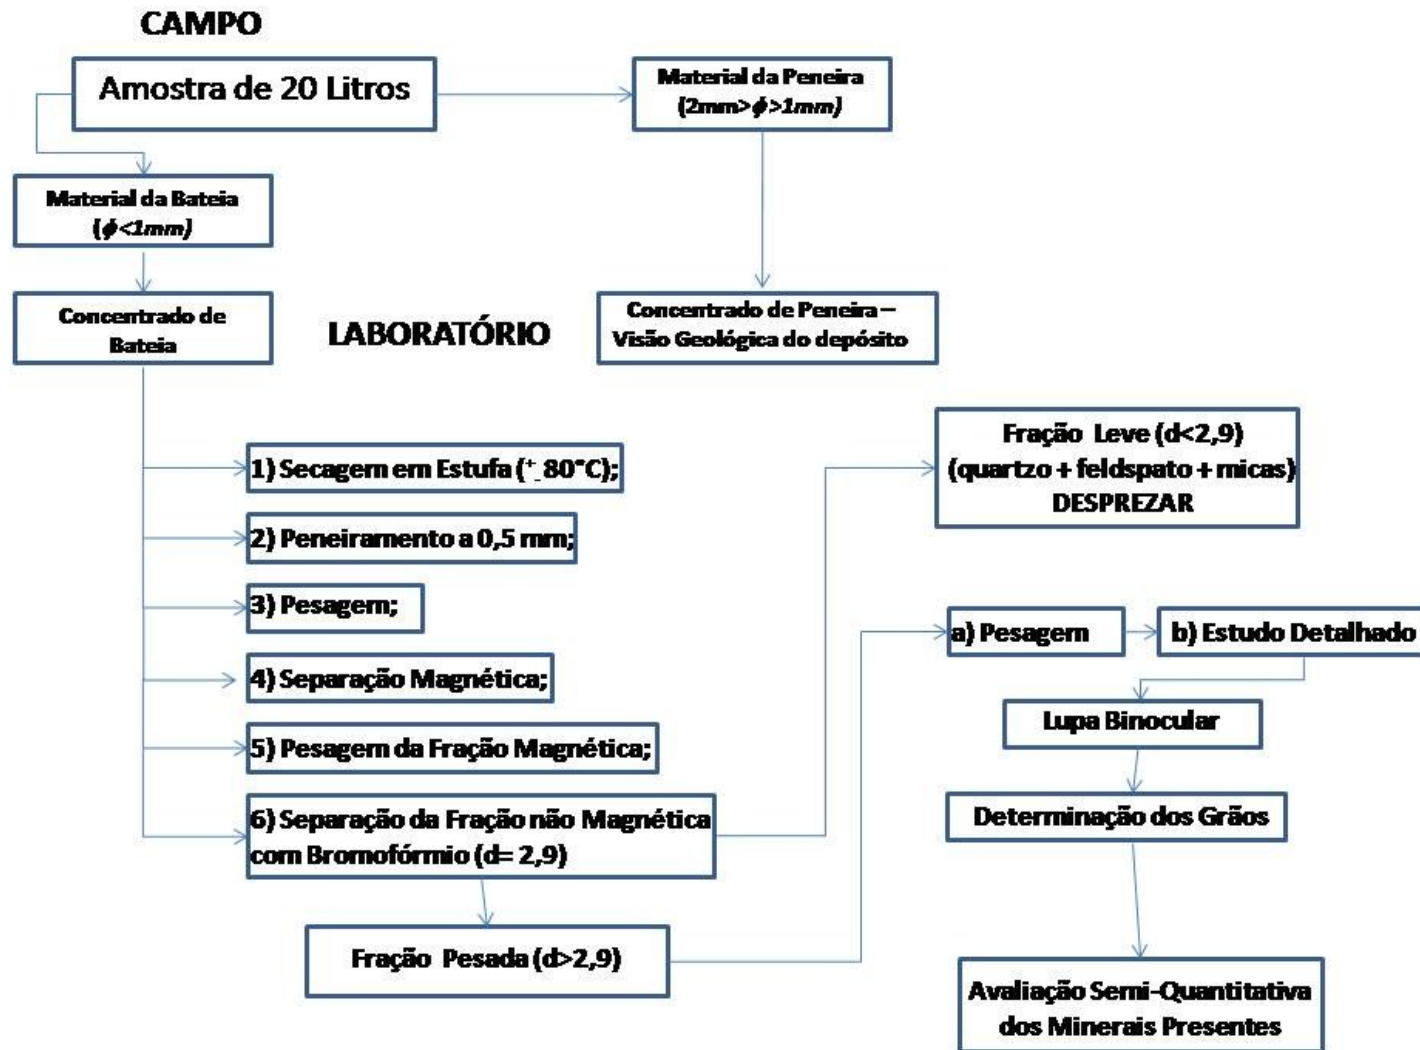 CAMPO
Amostra de 20 Litros
Material da Peneira
(2mm>ϕ>1mm)
Material da Bateia
(ϕ<1mm)
Concentrado de
Bateia
LABORATÓRIO
Concentrado de Peneira –
Visão Geológica do depósito
1) Secagem em Estufa (⁺_80°C);
2) Peneiramento a 0,5 mm;
3) Pesagem;
4) Separação Magnética;
5) Pesagem da Fração Magnética;
6) Separação da Fração não Magnética
com Bromofórmio (d= 2,9)
Fração Pesada (d>2,9)
Fração Leve (d<2,9)
(quartzo + feldspato + micas)
DESPREZAR
a) Pesagem
b) Estudo Detalhado
Lupa Binocular
Determinação dos Grãos
Avaliação Semi-Quantitativa
dos Minerais Presentes